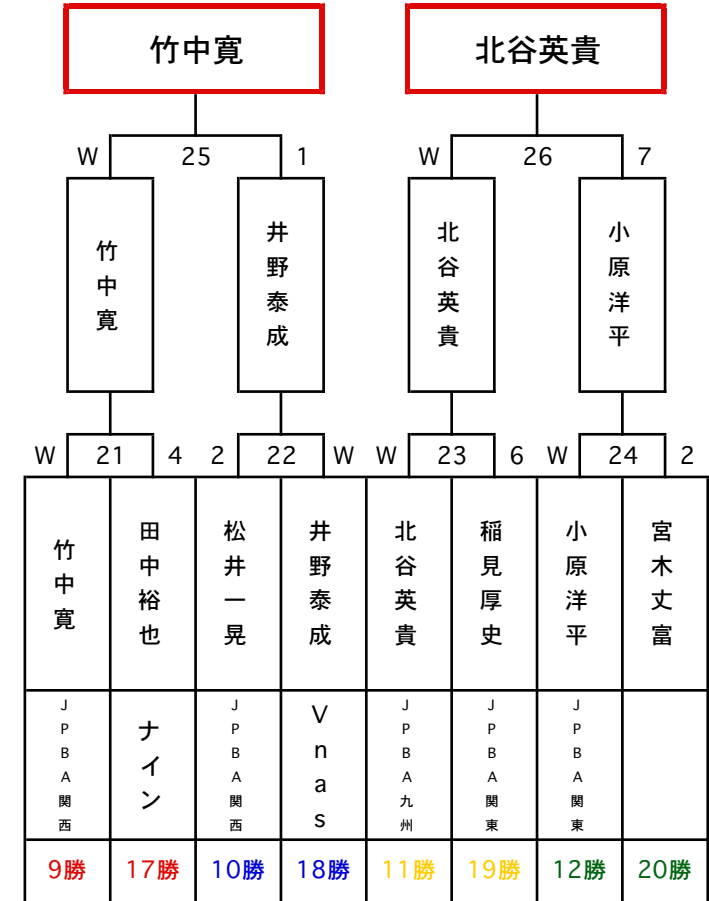 竹中寛
北谷英貴
W 25 1
W 26 7
竹中寛
井野泰成
北谷英貴
小原洋平
W 21 4
2 22 W
W 23 6
W 24 2
竹中寛
田中裕也
松井一晃
井野泰成
北谷英貴
稲見厚史
小原洋平
宮木丈富
JPBA関西
ナイン
JPBA関西
Vnas
JPBA九州
JPBA関東
JPBA関東
9勝
17勝
10勝
18勝
11勝
19勝
12勝
20勝